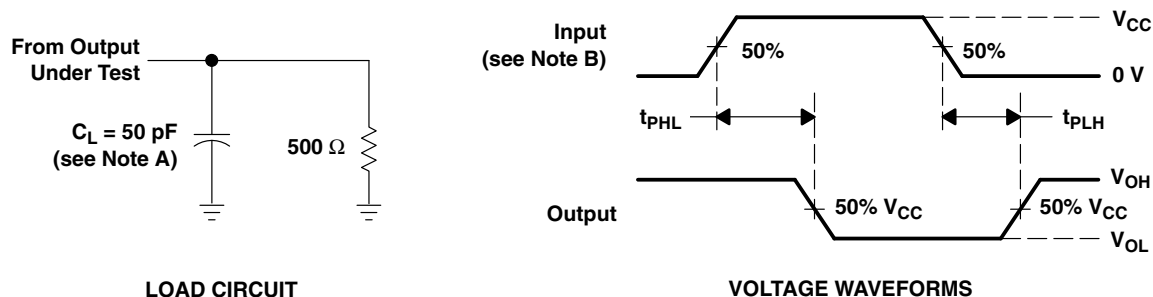 From Output
Under Test
C_L = 50 pF
(see Note A)
500 Ω
LOAD CIRCUIT
Input
(see Note B)
50%
50%
V_CC
0 V
t_PHL
t_PLH
Output
50% V_CC
50% V_CC
V_OH
V_OL
VOLTAGE WAVEFORMS